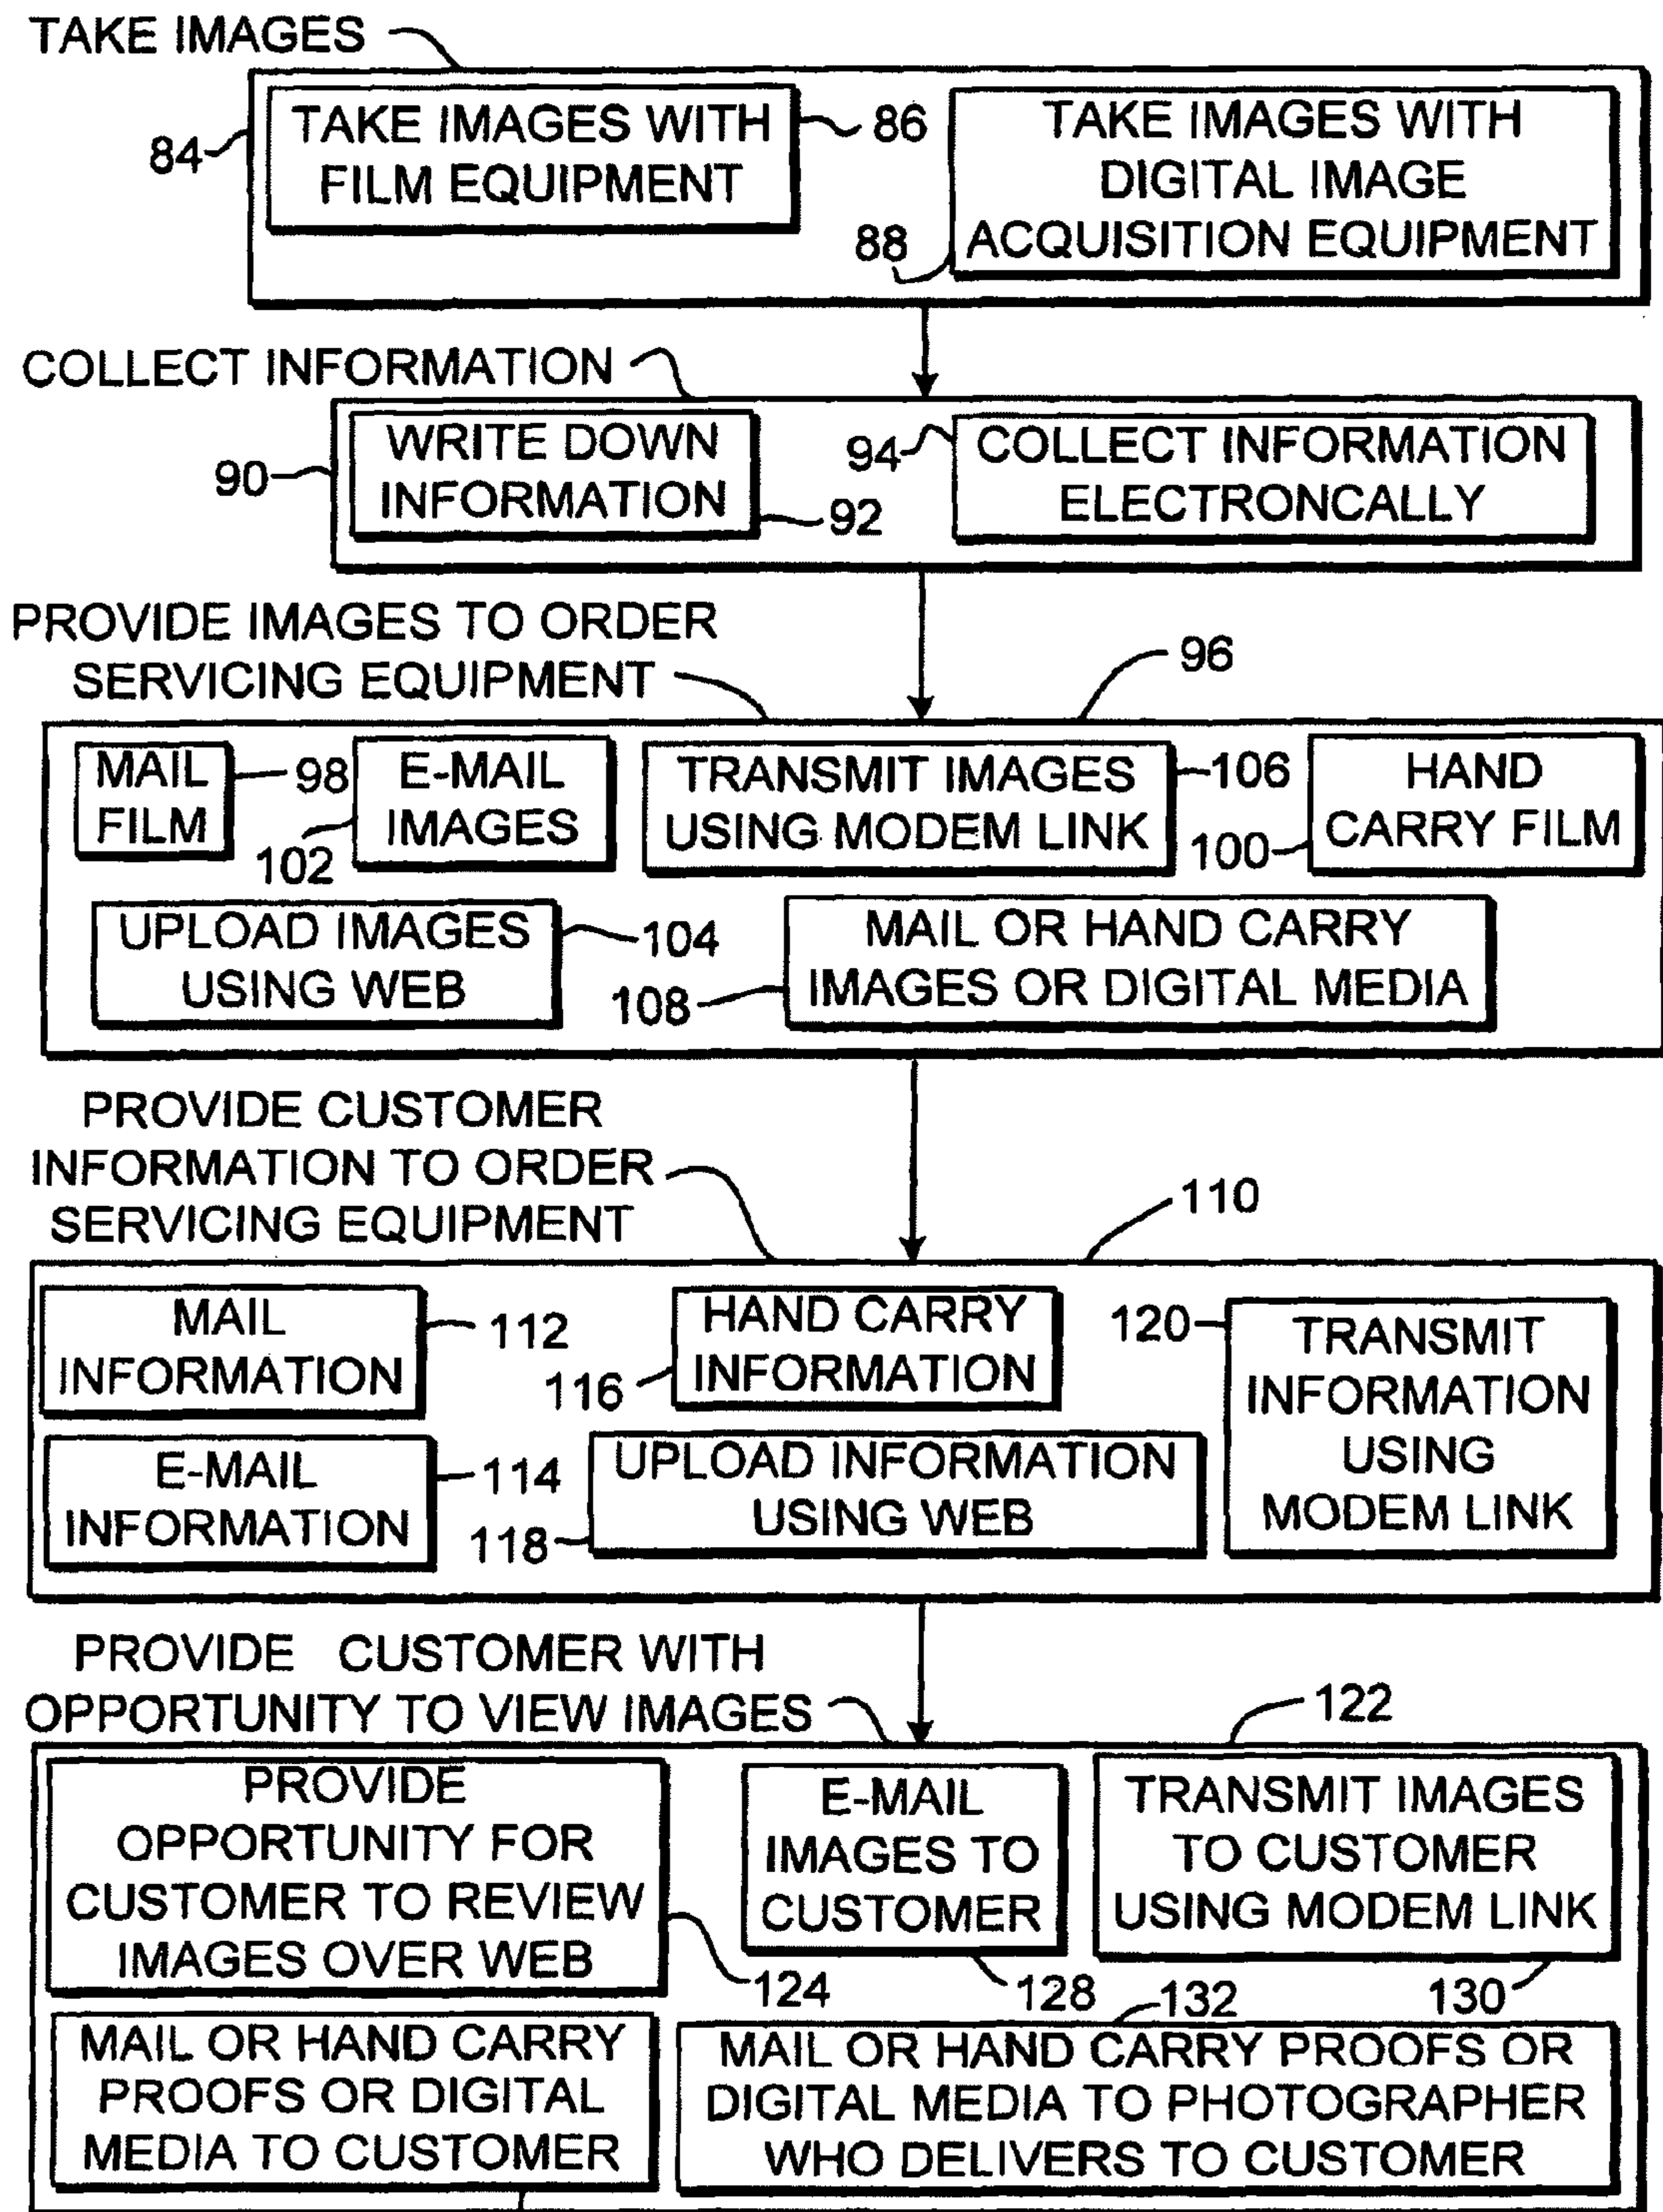 TAKE IMAGES
84
TAKE IMAGES WITH
FILM EQUIPMENT
86
TAKE IMAGES WITH
DIGITAL IMAGE
ACQUISITION EQUIPMENT
88
COLLECT INFORMATION
90
WRITE DOWN
INFORMATION
92
94
COLLECT INFORMATION
ELECTRONCALLY
PROVIDE IMAGES TO ORDER
SERVICING EQUIPMENT
96
MAIL
FILM
98
E-MAIL
IMAGES
102
TRANSMIT IMAGES
USING MODEM LINK
106
HAND
CARRY FILM
100
UPLOAD IMAGES
USING WEB
104
MAIL OR HAND CARRY
IMAGES OR DIGITAL MEDIA
108
PROVIDE CUSTOMER
INFORMATION TO ORDER
SERVICING EQUIPMENT
110
MAIL
INFORMATION
112
HAND CARRY
INFORMATION
116
120
TRANSMIT
INFORMATION
USING
MODEM LINK
E-MAIL
INFORMATION
114
UPLOAD INFORMATION
USING WEB
118
PROVIDE CUSTOMER WITH
OPPORTUNITY TO VIEW IMAGES
122
PROVIDE
OPPORTUNITY FOR
CUSTOMER TO REVIEW
IMAGES OVER WEB
124
E-MAIL
IMAGES TO
CUSTOMER
128
TRANSMIT IMAGES
TO CUSTOMER
USING MODEM LINK
130
MAIL OR HAND CARRY
PROOFS OR DIGITAL
MEDIA TO CUSTOMER
132
MAIL OR HAND CARRY PROOFS OR
DIGITAL MEDIA TO PHOTOGRAPHER
WHO DELIVERS TO CUSTOMER